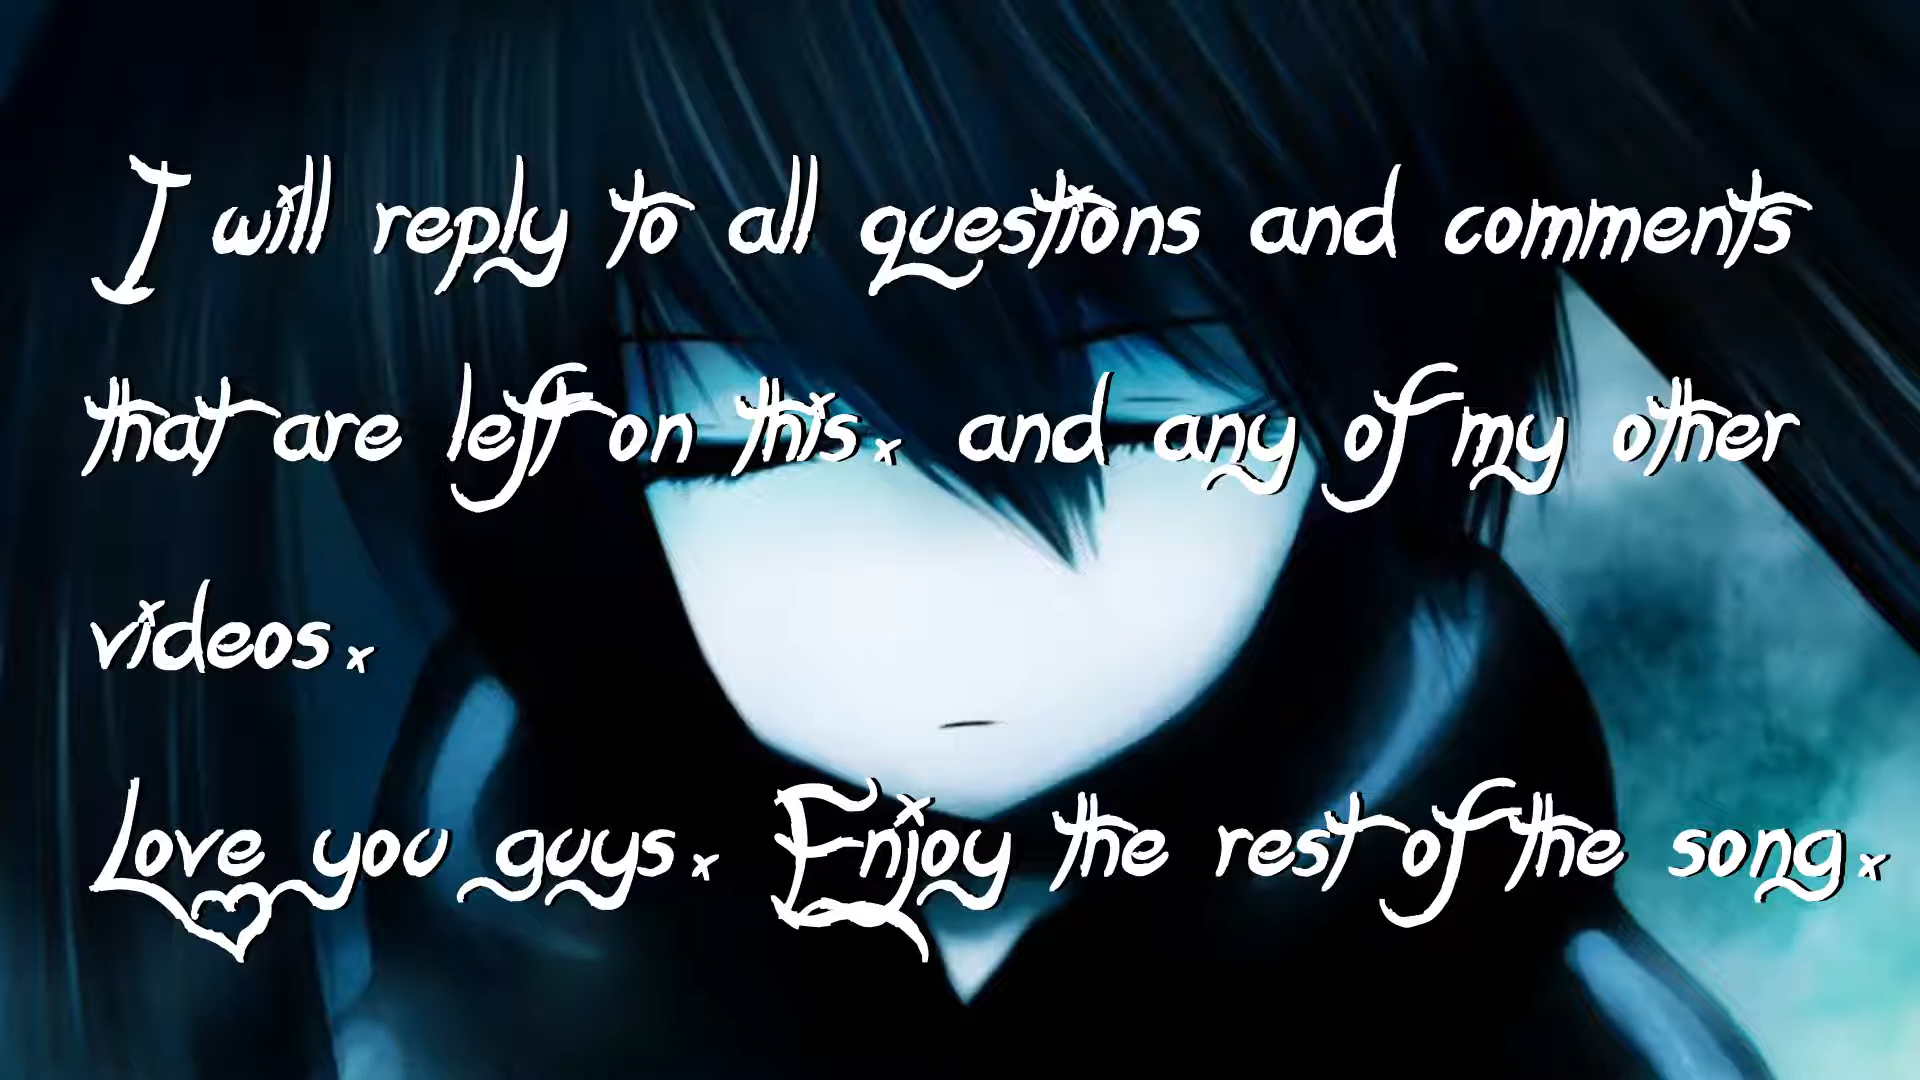 I will reply to all questions and comments
that are left on this. and any of my other
videos.
Love you guys. Enjoy the rest of the song.